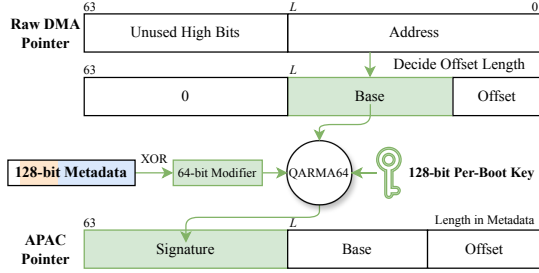 63 L 0
Raw DMA Pointer
Unused High Bits Address
Decide Offset Length
63 L
0 Base Offset
128-bit Metadata XOR 64-bit Modifier QARMA64 128-bit Per-Boot Key
63 L Length in Metadata
APAC Pointer
Signature Base Offset